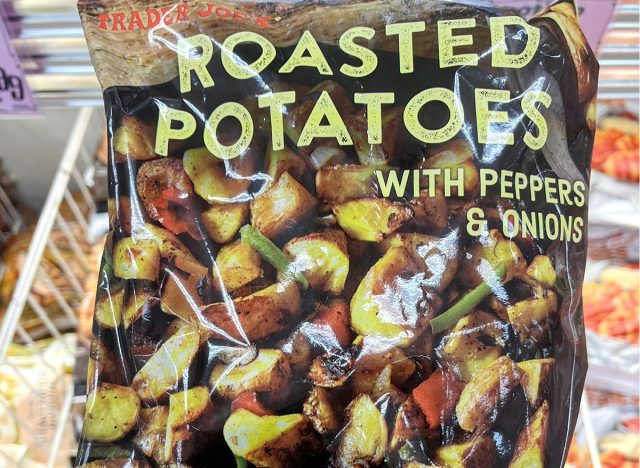 TRADER JOE'S
ROASTED
POTATOES
WITH PEPPERS
& ONIONS